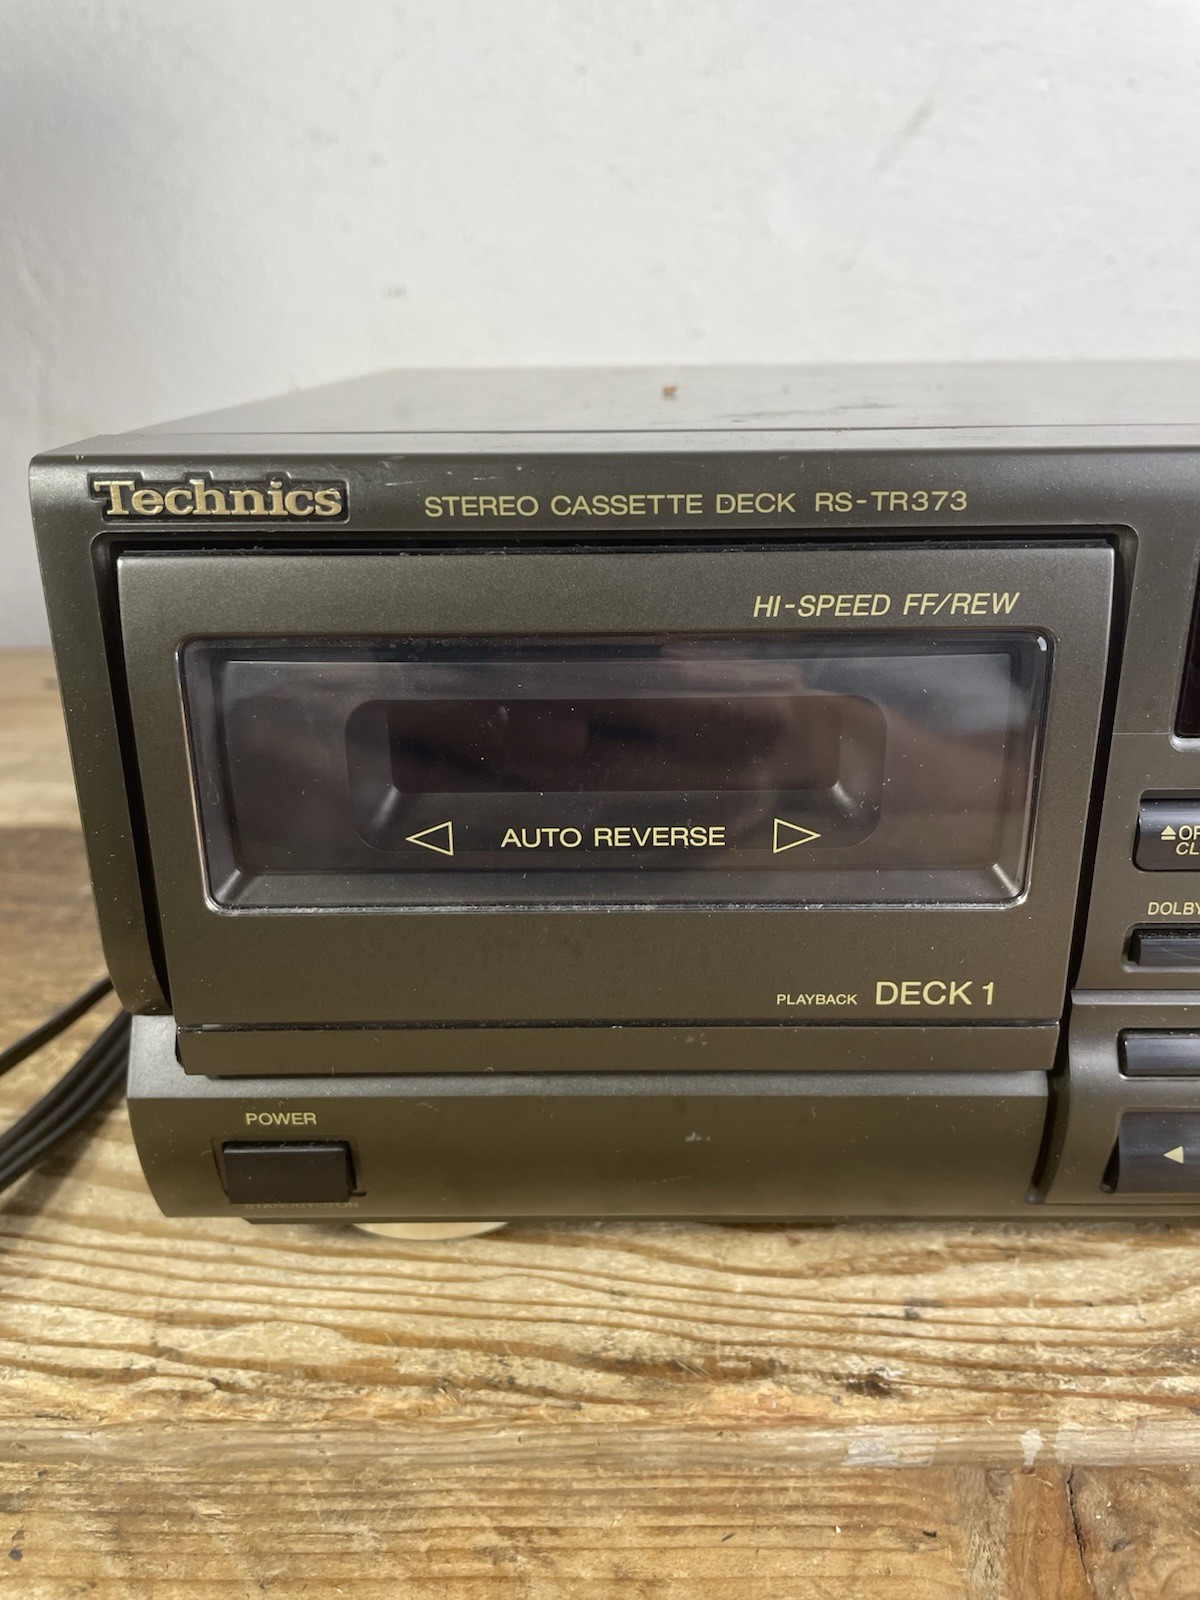 Technics
STEREO CASSETTE DECK RS-TR373
HI-SPEED FF/REW
AUTO REVERSE
DOLBY
PLAYBACK DECK 1
POWER